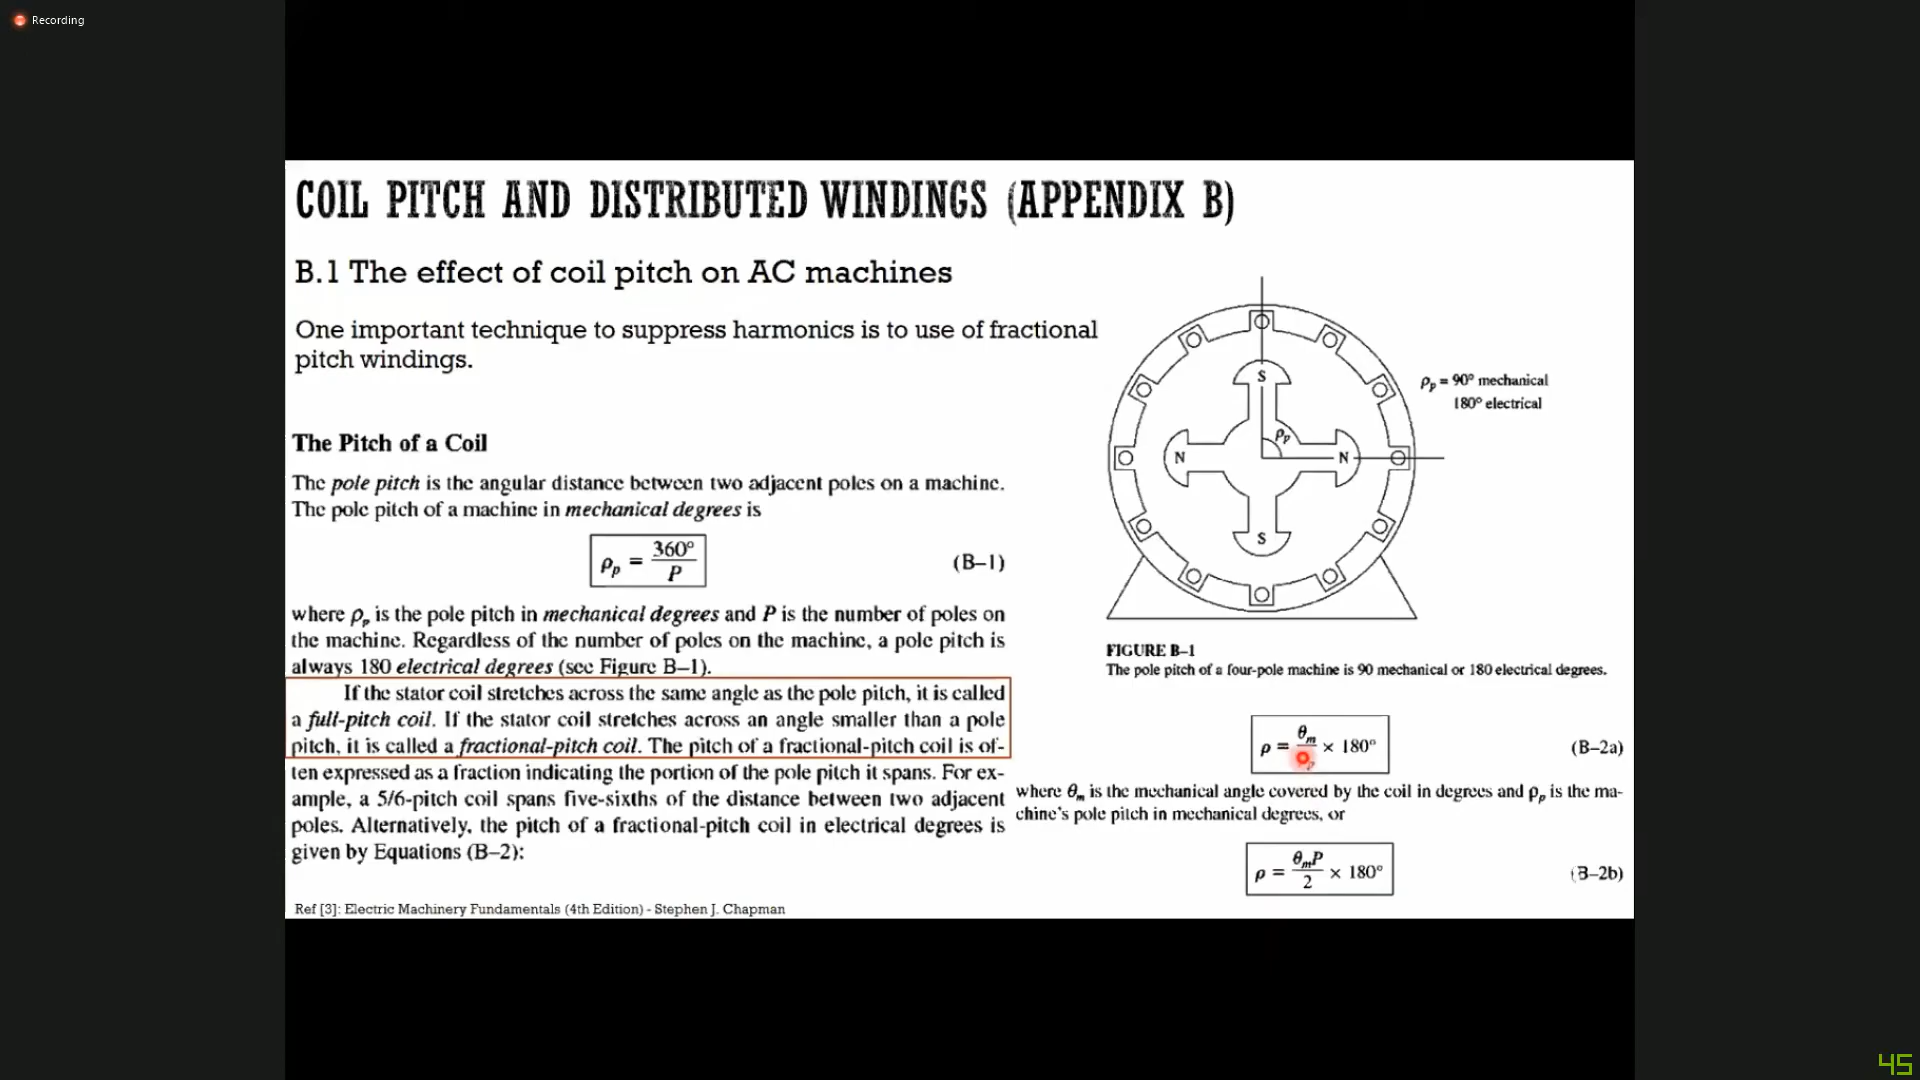 Recording
COIL PITCH AND DISTRIBUTED WINDINGS (APPENDIX B)
B.1 The effect of coil pitch on AC machines
One important technique to suppress harmonics is to use of fractional
pitch windings.
The Pitch of a Coil
The pole pitch is the angular distance between two adjacent poles on a machine.
The pole pitch of a machine in mechanical degrees is
ρp = 360° / P (B–1)
where ρp is the pole pitch in mechanical degrees and P is the number of poles on
the machine. Regardless of the number of poles on the machine, a pole pitch is
always 180 electrical degrees (see Figure B–1).
If the stator coil stretches across the same angle as the pole pitch, it is called
a full-pitch coil. If the stator coil stretches across an angle smaller than a pole
pitch, it is called a fractional-pitch coil. The pitch of a fractional-pitch coil is of-
ten expressed as a fraction indicating the portion of the pole pitch it spans. For ex-
ample, a 5/6-pitch coil spans five-sixths of the distance between two adjacent
poles. Alternatively, the pitch of a fractional-pitch coil in electrical degrees is
given by Equations (B–2):
S
ρp
N
N
S
ρp = 90° mechanical
180° electrical
FIGURE B–1
The pole pitch of a four-pole machine is 90 mechanical or 180 electrical degrees.
ρ = θm / p × 180° (B–2a)
where θm is the mechanical angle covered by the coil in degrees and ρp is the ma-
chine's pole pitch in mechanical degrees, or
ρ = θmP / 2 × 180° (B–2b)
Ref [3]: Electric Machinery Fundamentals (4th Edition) - Stephen J. Chapman
45